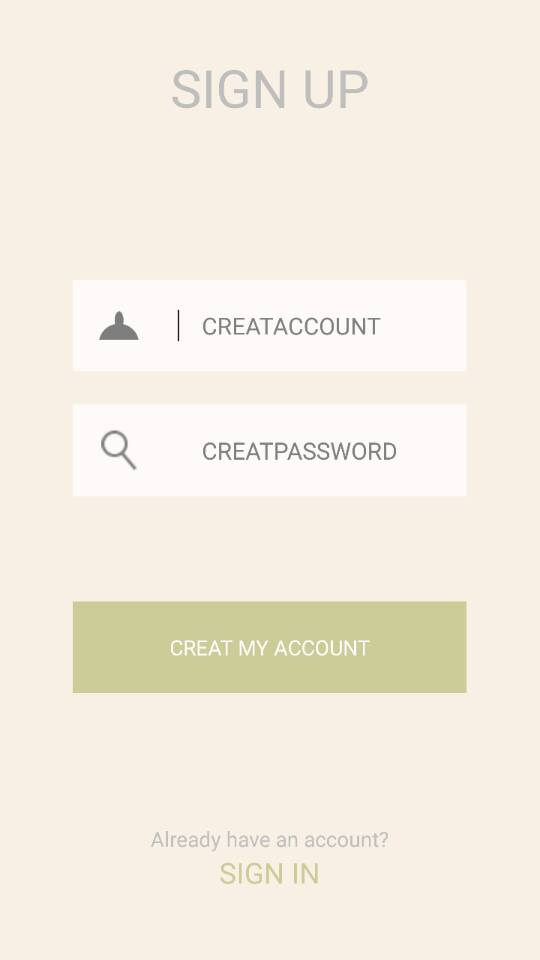 SIGN UP
CREATACCOUNT
CREATPASSWORD
CREAT MY ACCOUNT
Already have an account?
SIGN IN